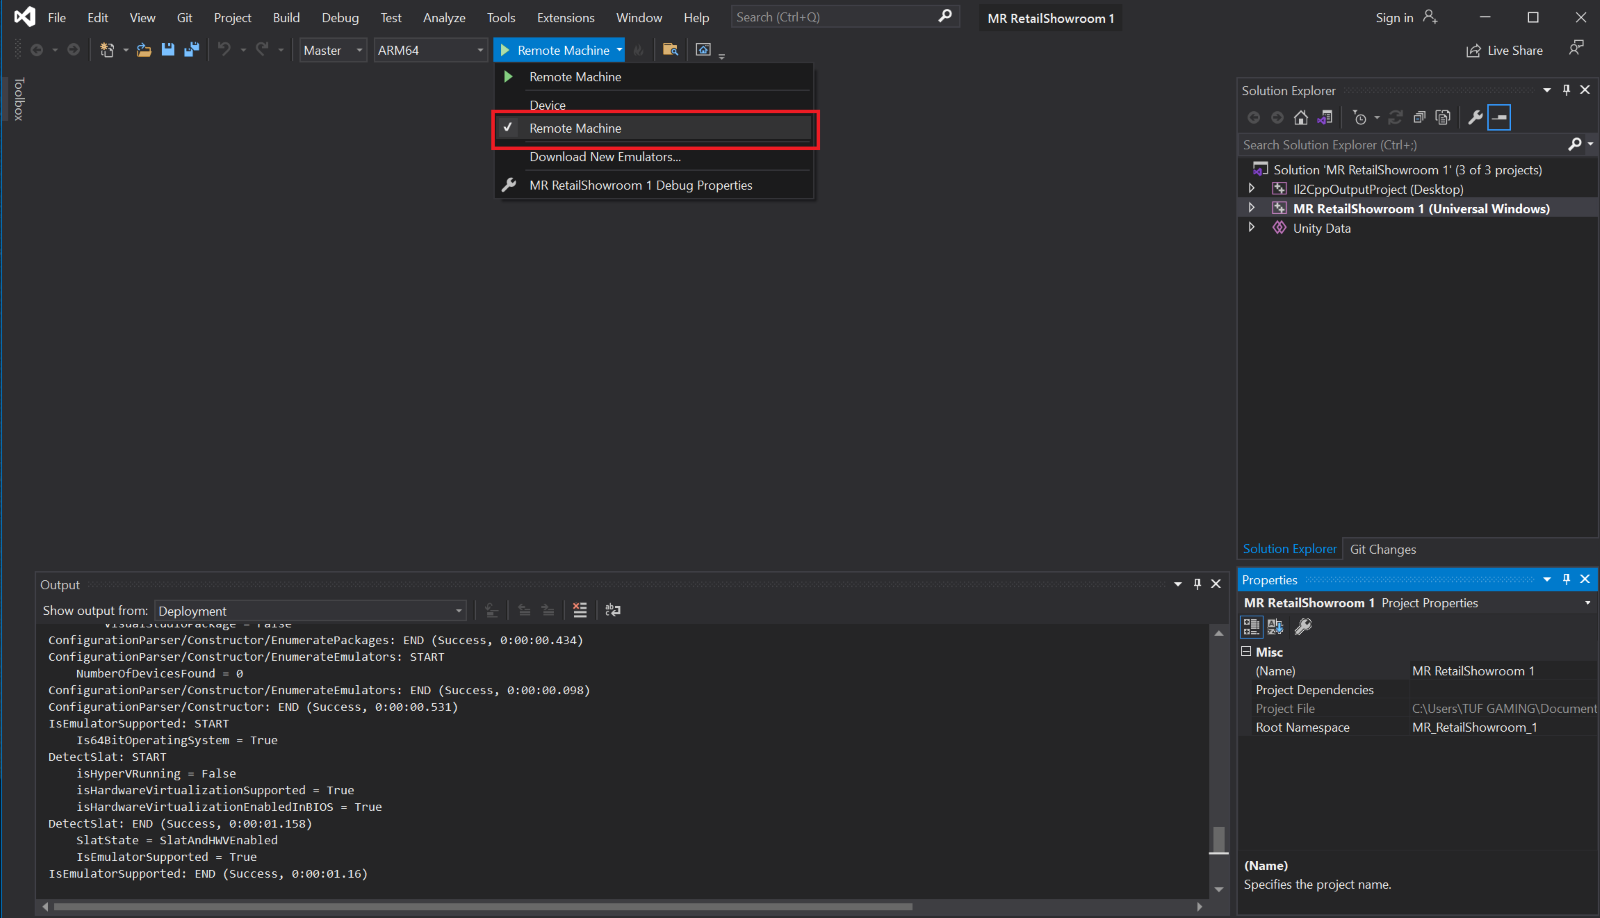 File Edit View Git Project Build Debug Test Analyze Tools Extensions Window Help Search (Ctrl+Q) MR RetailShowroom 1 Sign in
Master ARM64 Remote Machine Live Share
Toolbox
Remote Machine
Device
Remote Machine
Download New Emulators...
MR RetailShowroom 1 Debug Properties
Solution Explorer
Search Solution Explorer (Ctrl+;)
Solution 'MR RetailShowroom 1' (3 of 3 projects)
Il2CppOutputProject (Desktop)
MR RetailShowroom 1 (Universal Windows)
Unity Data
Solution Explorer Git Changes
Output
Show output from: Deployment
VisualStudioPackage = False
ConfigurationParser/Constructor/EnumeratePackages: END (Success, 0:00:00.434)
ConfigurationParser/Constructor/EnumerateEmulators: START
NumberOfDevicesFound = 0
ConfigurationParser/Constructor/EnumerateEmulators: END (Success, 0:00:00.098)
ConfigurationParser/Constructor: END (Success, 0:00:00.531)
IsEmulatorSupported: START
Is64BitOperatingSystem = True
DetectSlat: START
isHyperVRunning = False
isHardwareVirtualizationSupported = True
isHardwareVirtualizationEnabledInBIOS = True
DetectSlat: END (Success, 0:00:01.158)
SlatState = SlatAndHWVEnabled
IsEmulatorSupported = True
IsEmulatorSupported: END (Success, 0:00:01.16)
Properties
MR RetailShowroom 1 Project Properties
Misc
(Name) MR RetailShowroom 1
Project Dependencies
Project File C:\Users\TUF GAMING\Document
Root Namespace MR_RetailShowroom_1
(Name)
Specifies the project name.